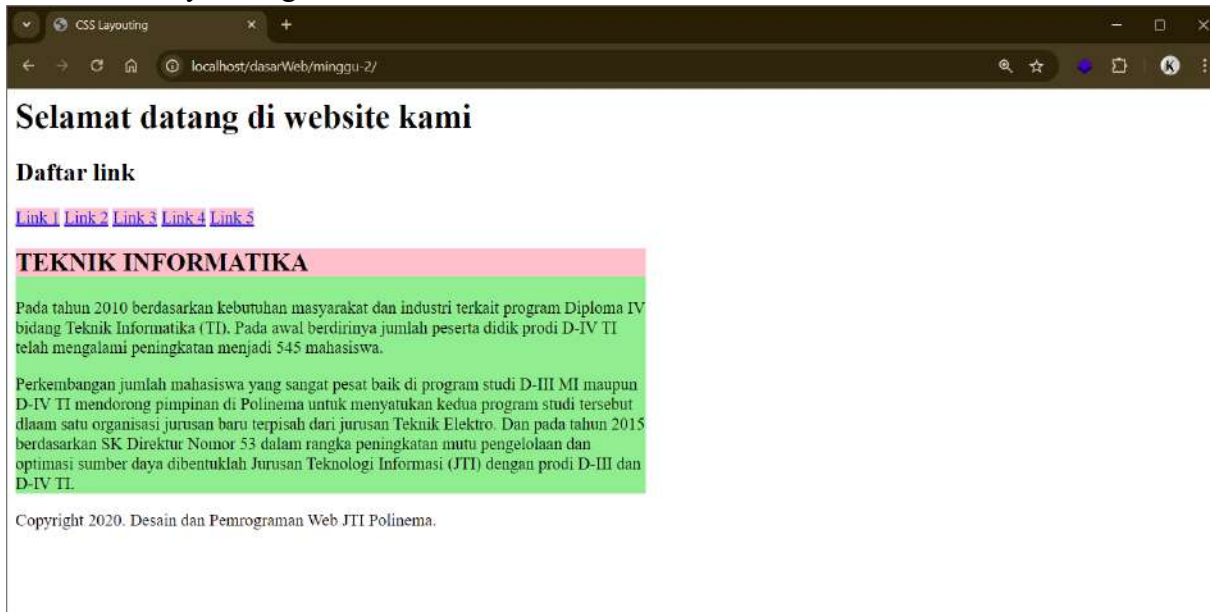 CSS Layouting
localhost/dasarWeb/minggu-2/
K
Selamat datang di website kami
Daftar link
Link 1 Link 2 Link 3 Link 4 Link 5
TEKNIK INFORMATIKA
Pada tahun 2010 berdasarkan kebutuhan masyarakat dan industri terkait program Diploma IV
bidang Teknik Informatika (TI). Pada awal berdirinya jumlah peserta didik prodi D-IV TI
telah mengalami peningkatan menjadi 545 mahasiswa.
Perkembangan jumlah mahasiswa yang sangat pesat baik di program studi D-III MI maupun
D-IV TI mendorong pimpinan di Polinema untuk menyatukan kedua program studi tersebut
dlaam satu organisasi jurusan baru terpisah dari jurusan Teknik Elektro. Dan pada tahun 2015
berdasarkan SK Direktur Nomor 53 dalam rangka peningkatan mutu pengelolaan dan
optimasi sumber daya dibentuklah Jurusan Teknologi Informasi (JTI) dengan prodi D-III dan
D-IV TI.
Copyright 2020. Desain dan Pemrograman Web JTI Polinema.